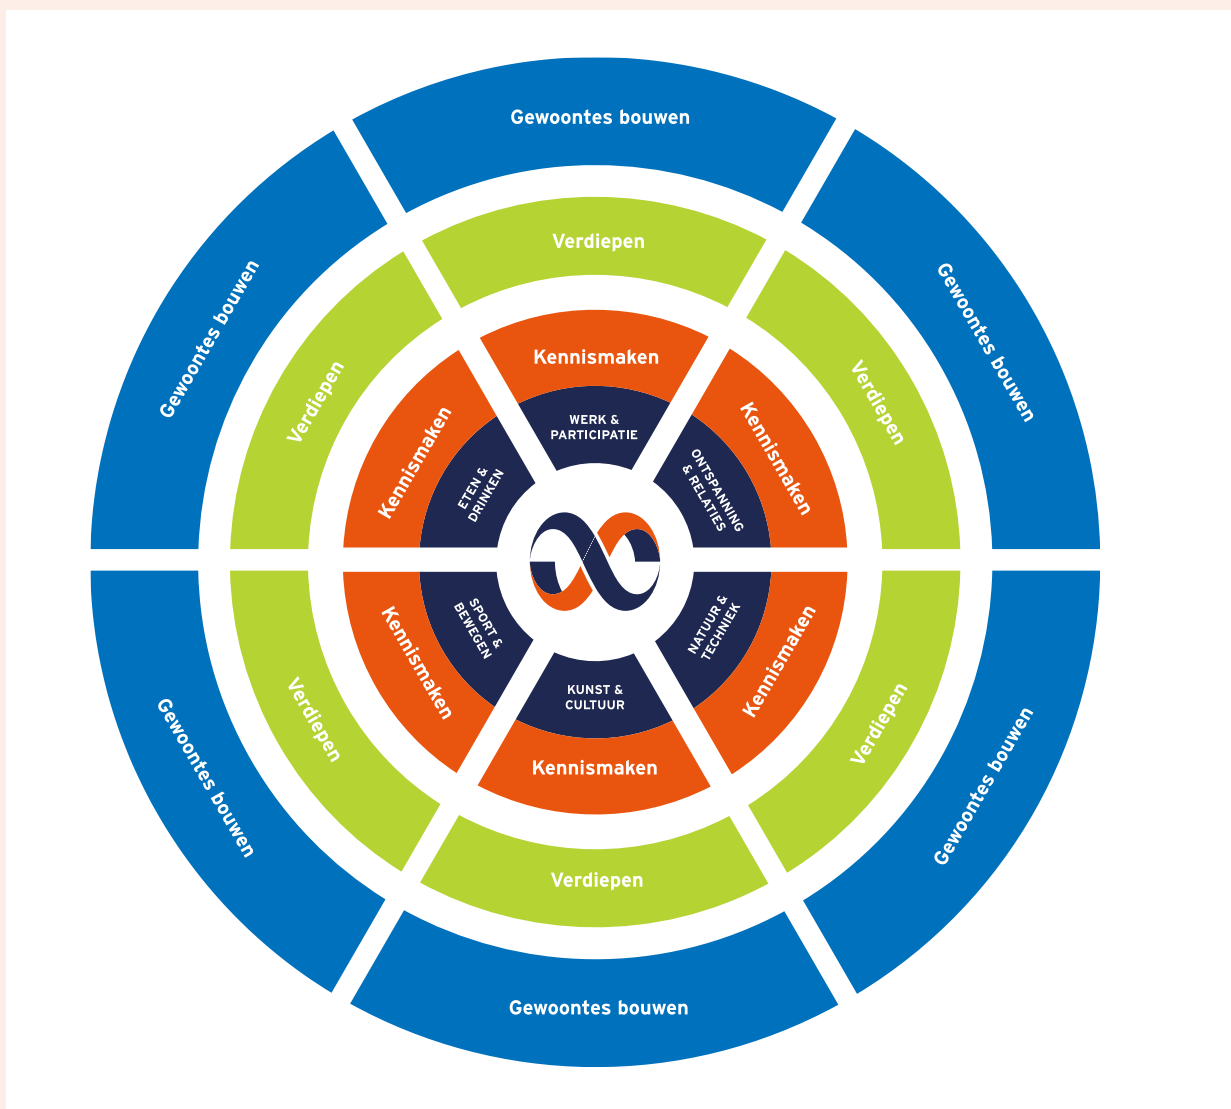 Gewoontes bouwen
Verdiepen
Kennismaken
WERK &
PARTICIPATIE
Gewoontes bouwen
Verdiepen
Kennismaken
ONTSPANNING
& RELATIES
Gewoontes bouwen
Verdiepen
Kennismaken
NATUUR &
TECHNIEK
Gewoontes bouwen
Verdiepen
Kennismaken
KUNST &
CULTUUR
Kennismaken
Verdiepen
Gewoontes bouwen
SPORT &
BEWEGEN
Kennismaken
Verdiepen
Gewoontes bouwen
ETEN &
DRINKEN